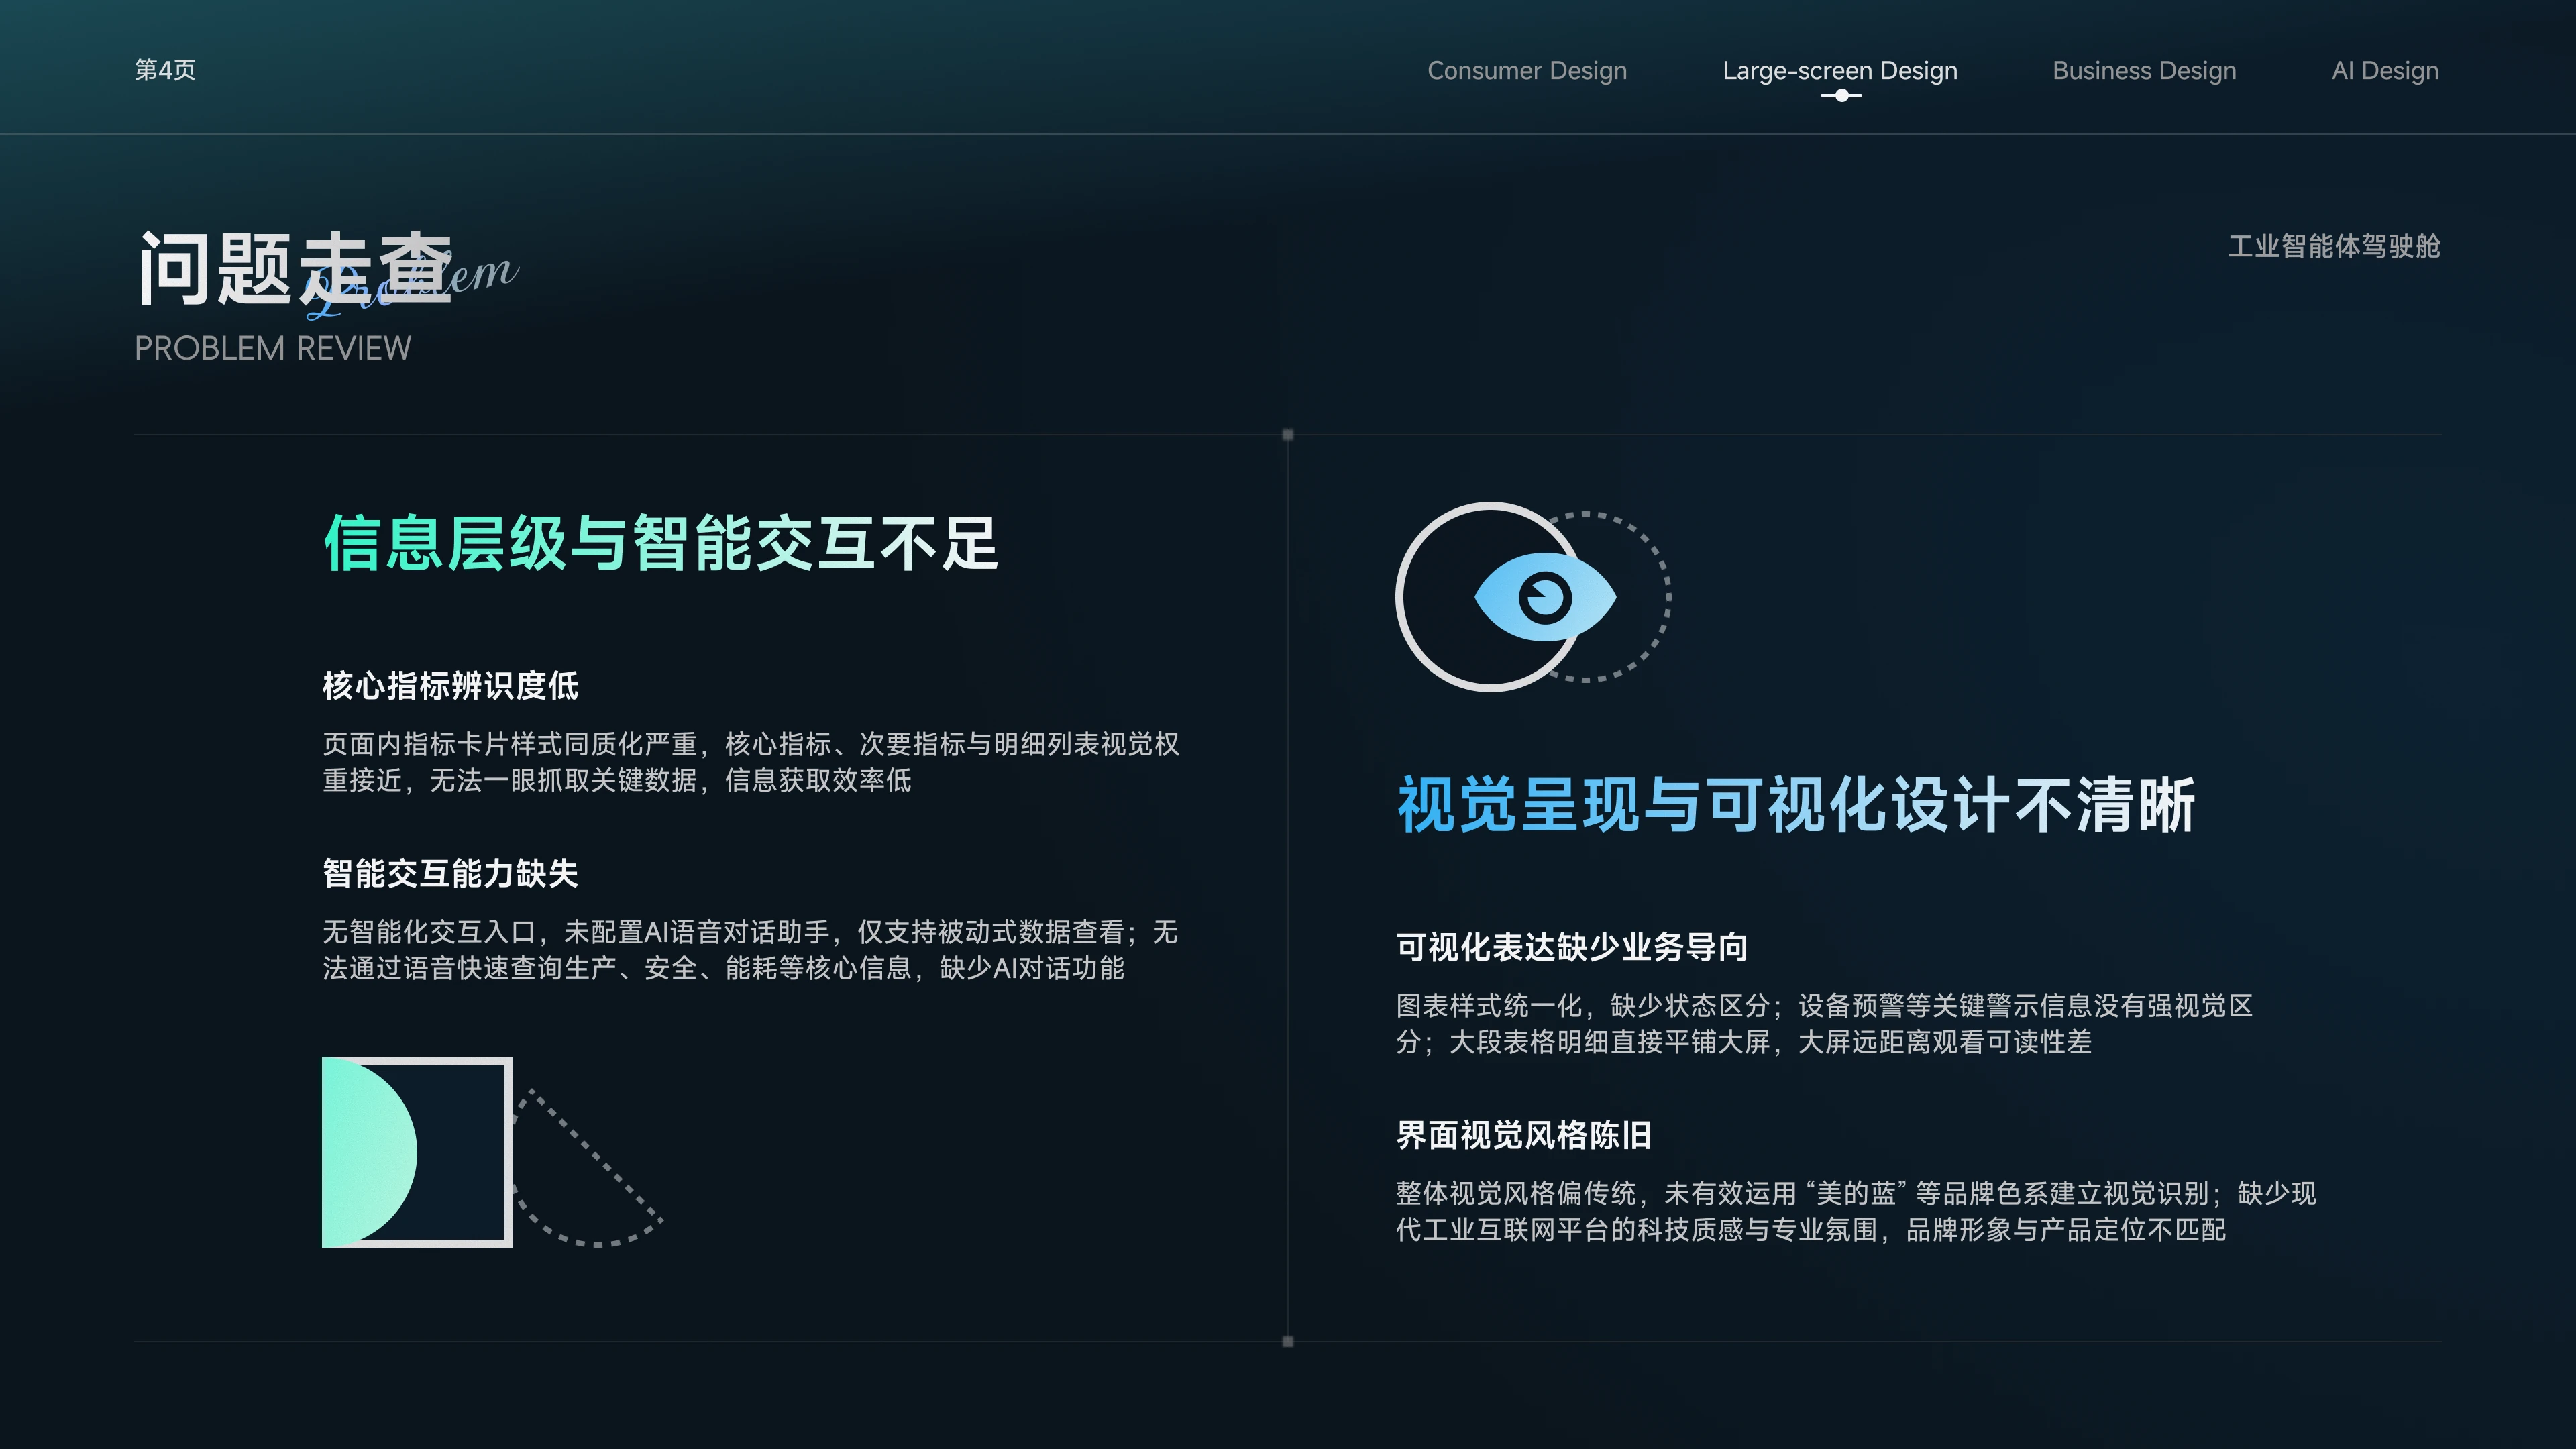 第4页
Consumer Design
Large-screen Design
Business Design
AI Design
问题走查
Problem
PROBLEM REVIEW
工业智能体驾驶舱
信息层级与智能交互不足
核心指标辨识度低
页面内指标卡片样式同质化严重，核心指标、次要指标与明细列表视觉权
重接近，无法一眼抓取关键数据，信息获取效率低
智能交互能力缺失
无智能化交互入口，未配置AI语音对话助手，仅支持被动式数据查看；无
法通过语音快速查询生产、安全、能耗等核心信息，缺少AI对话功能
视觉呈现与可视化设计不清晰
可视化表达缺少业务导向
图表样式统一化，缺少状态区分；设备预警等关键警示信息没有强视觉区
分；大段表格明细直接平铺大屏，大屏远距离观看可读性差
界面视觉风格陈旧
整体视觉风格偏传统，未有效运用 “美的蓝” 等品牌色系建立视觉识别；缺少现
代工业互联网平台的科技质感与专业氛围，品牌形象与产品定位不匹配